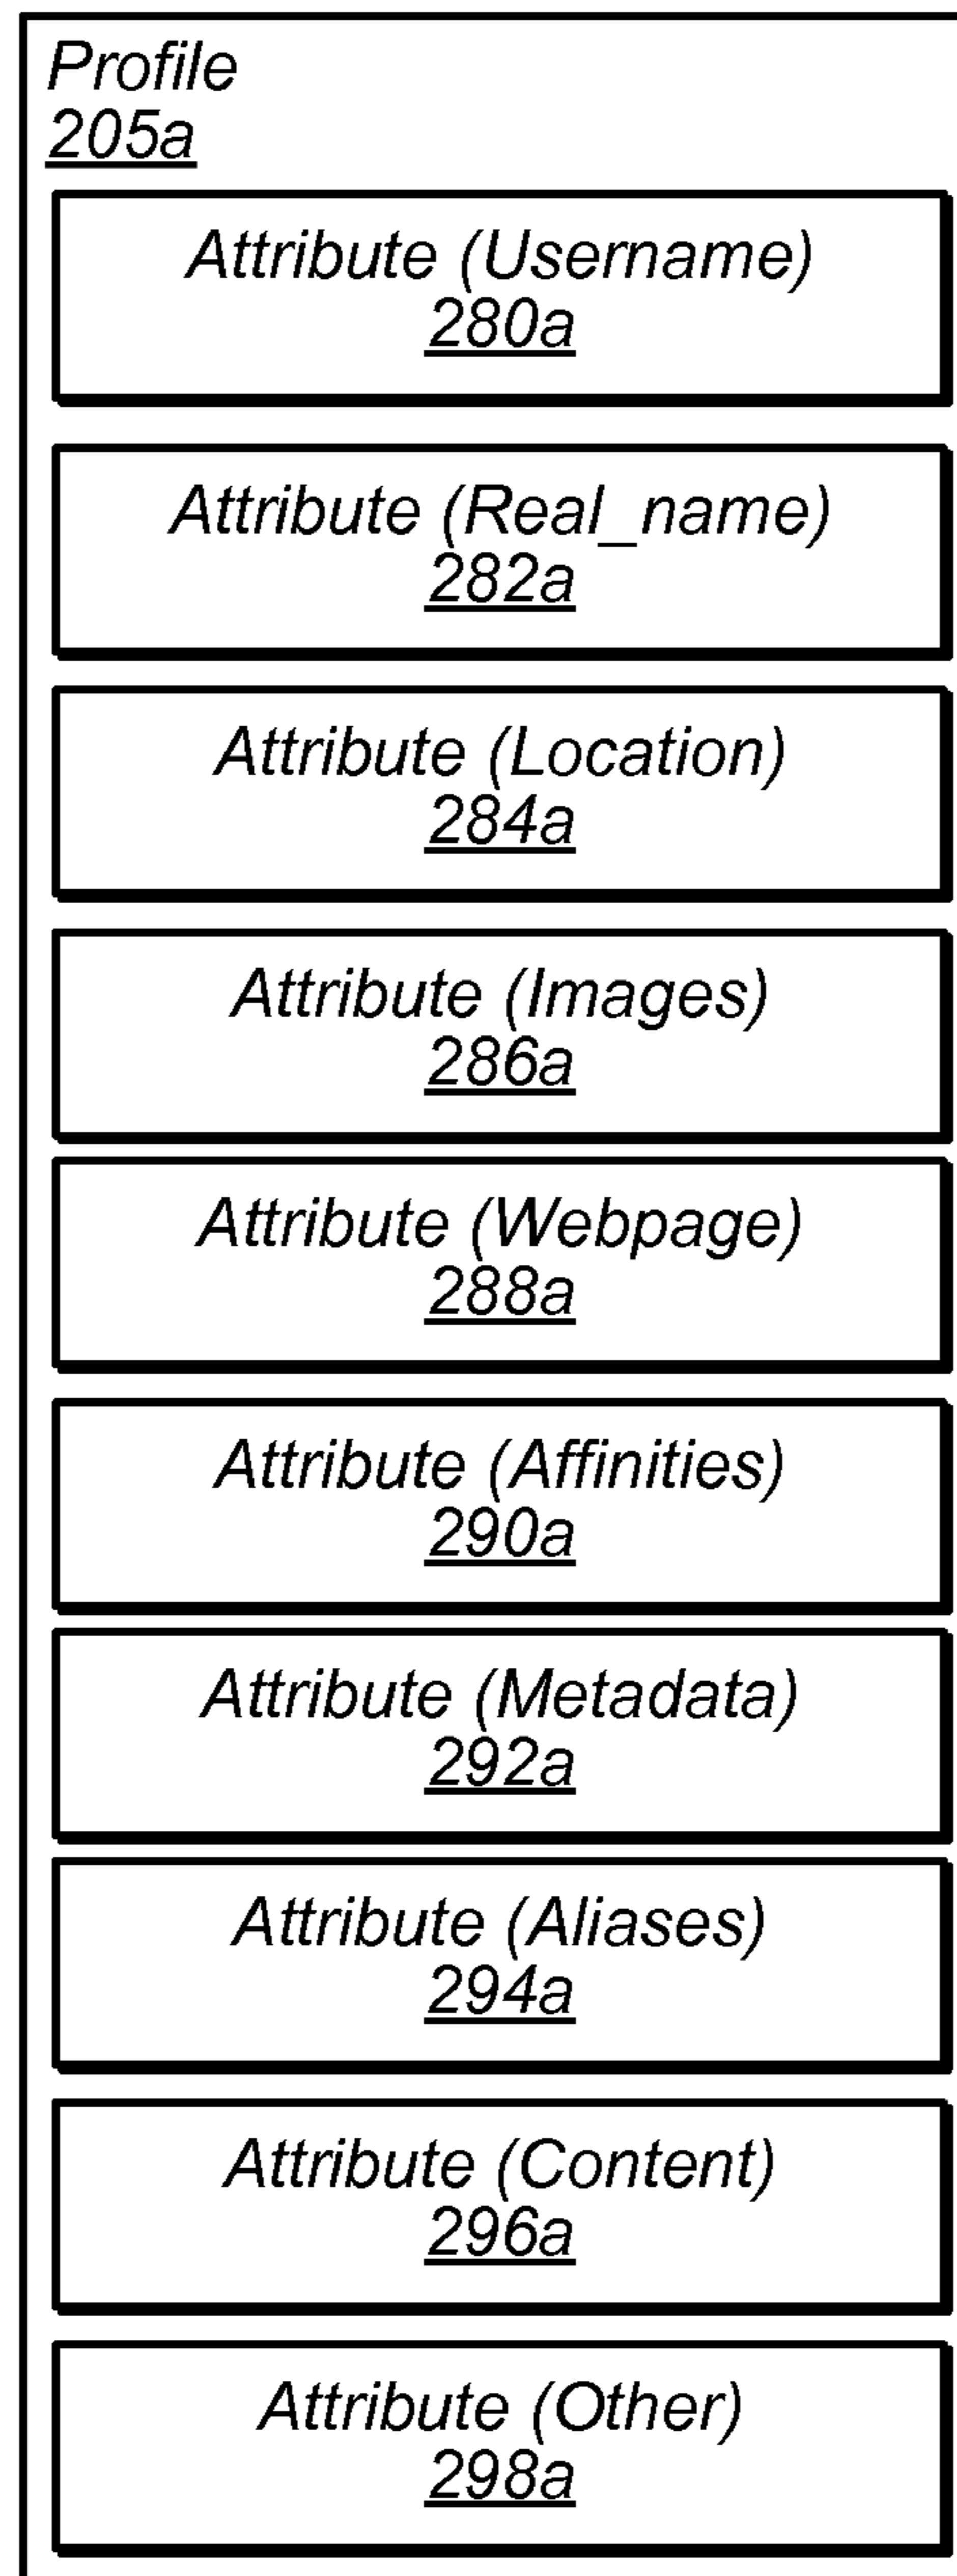 Profile
205a
Attribute (Username)
280a
Attribute (Real_name)
282a
Attribute (Location)
284a
Attribute (Images)
286a
Attribute (Webpage)
288a
Attribute (Affinities)
290a
Attribute (Metadata)
292a
Attribute (Aliases)
294a
Attribute (Content)
296a
Attribute (Other)
298a